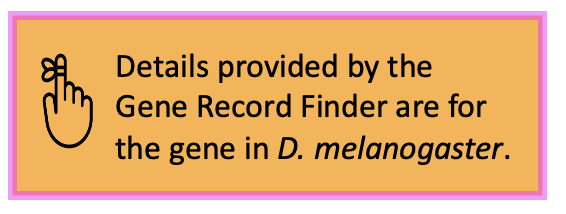 Details provided by the
Gene Record Finder are for
the gene in D. melanogaster.